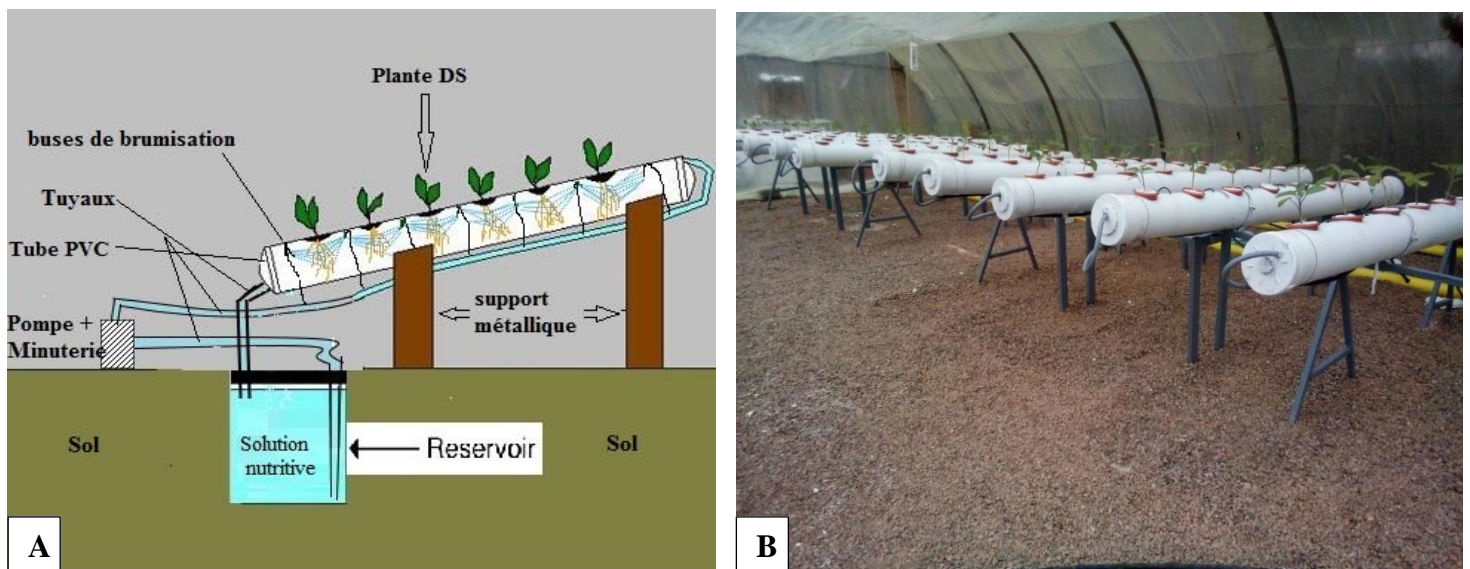 Plante DS
buses de brumisation
Tuyaux
Tube PVC
Pompe +
Minuterie
support
métallique
Sol
Solution
nutritive
Reservoir
Sol
A
B